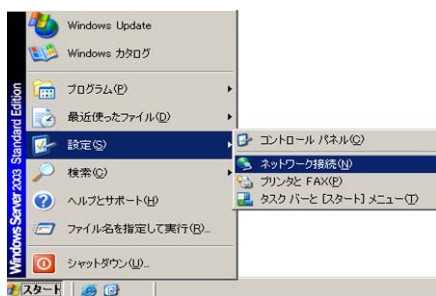 Windows Update
Windows カタログ
プログラム(P)
最近使ったファイル(D)
設定(S)
検索(C)
ヘルプとサポート(H)
ファイル名を指定して実行(R)...
シャットダウン(U)...
Windows Server 2003 Standard Edition
コントロール パネル(C)
ネットワーク接続(N)
プリンタと FAX(P)
タスク バーと [スタート] メニュー(T)
スタート